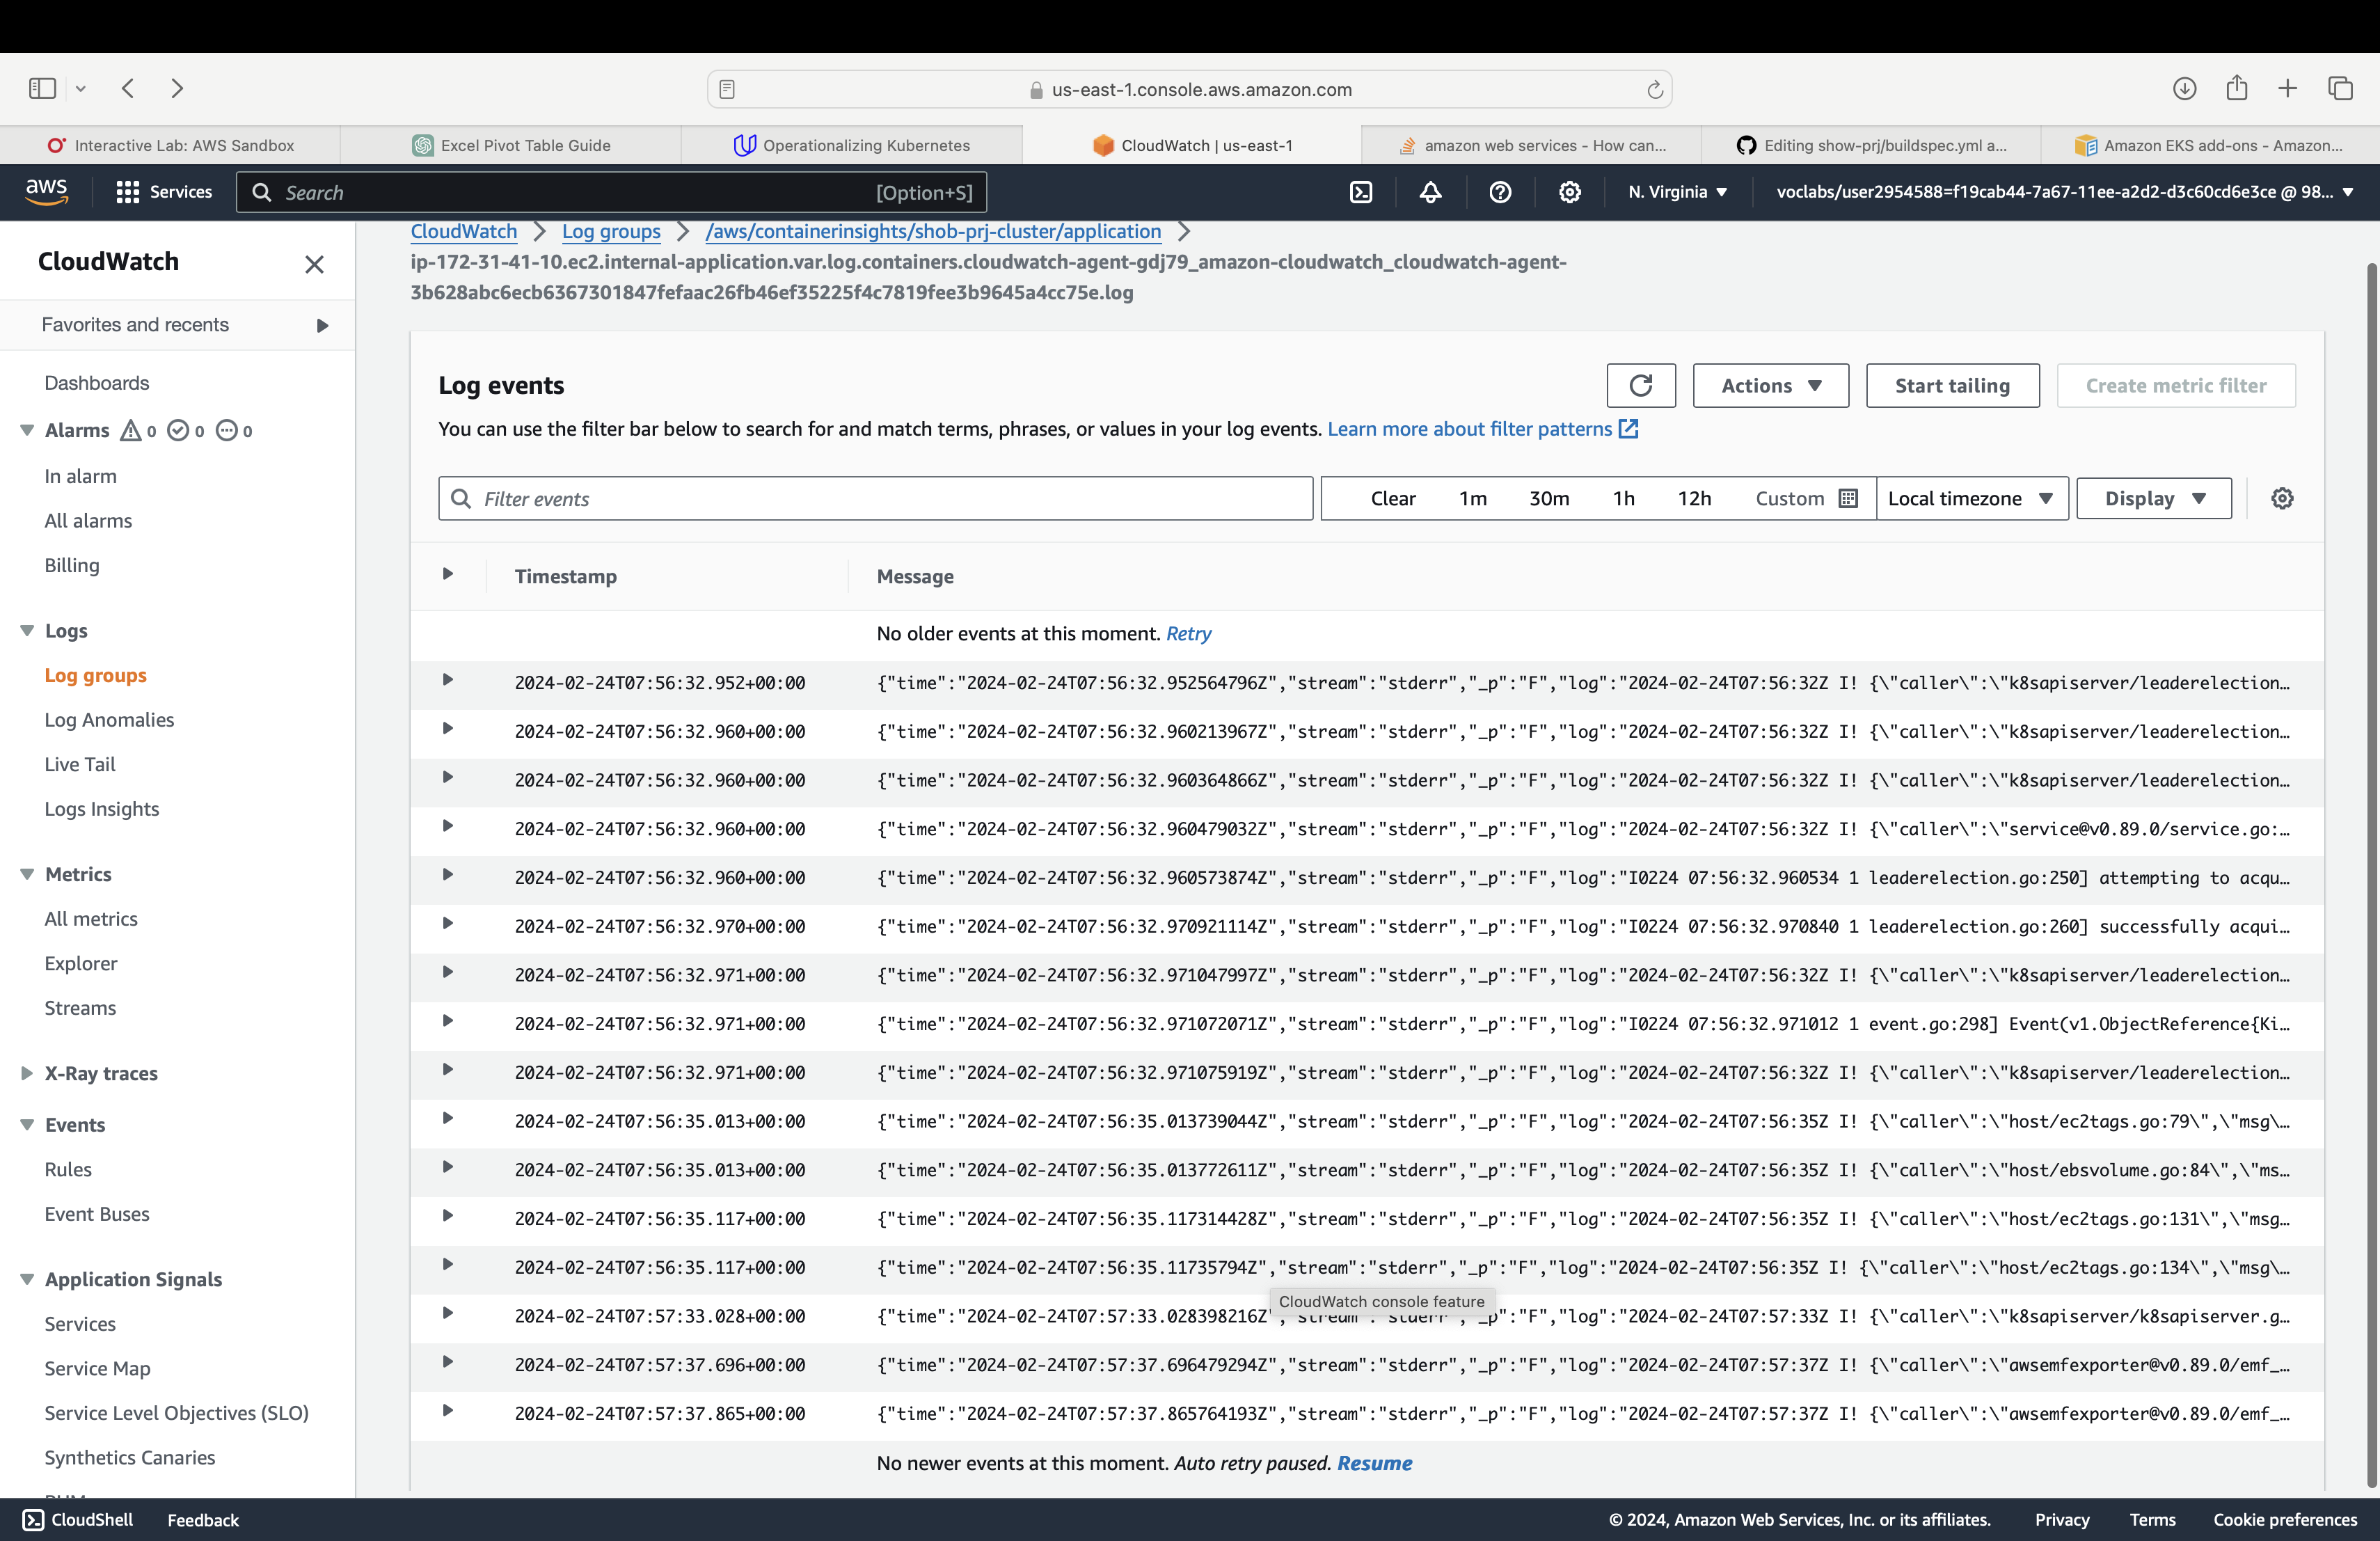 us-east-1.console.aws.amazon.com
Interactive Lab: AWS Sandbox
Excel Pivot Table Guide
Operationalizing Kubernetes
CloudWatch | us-east-1
amazon web services - How can...
Editing show-prj/buildspec.yml a...
Amazon EKS add-ons - Amazon...
aws
Services
Search
[Option+S]
N. Virginia
voclabs/user2954588=f19cab44-7a67-11ee-a2d2-d3c60cd6e3ce @ 98...
CloudWatch
Favorites and recents
Dashboards
Alarms 0 0 0
In alarm
All alarms
Billing
Logs
Log groups
Log Anomalies
Live Tail
Logs Insights
Metrics
All metrics
Explorer
Streams
X-Ray traces
Events
Rules
Event Buses
Application Signals
Services
Service Map
Service Level Objectives (SLO)
Synthetics Canaries
CloudWatch > Log groups > /aws/containerinsights/shob-prj-cluster/application >
ip-172-31-41-10.ec2.internal-application.var.log.containers.cloudwatch-agent-gdj79_amazon-cloudwatch_cloudwatch-agent-
3b628abc6ecb6367301847fefaac26fb46ef35225f4c7819fee3b9645a4cc75e.log
Log events
Actions
Start tailing
Create metric filter
You can use the filter bar below to search for and match terms, phrases, or values in your log events. Learn more about filter patterns
Filter events
Clear 1m 30m 1h 12h Custom
Local timezone
Display
Timestamp Message
No older events at this moment. Retry
2024-02-24T07:56:32.952+00:00 {"time":"2024-02-24T07:56:32.952564796Z","stream":"stderr","_p":"F","log":"2024-02-24T07:56:32Z I! {\"caller\":\"k8sapiserver/leaderelection…
2024-02-24T07:56:32.960+00:00 {"time":"2024-02-24T07:56:32.960213967Z","stream":"stderr","_p":"F","log":"2024-02-24T07:56:32Z I! {\"caller\":\"k8sapiserver/leaderelection…
2024-02-24T07:56:32.960+00:00 {"time":"2024-02-24T07:56:32.960364866Z","stream":"stderr","_p":"F","log":"2024-02-24T07:56:32Z I! {\"caller\":\"k8sapiserver/leaderelection…
2024-02-24T07:56:32.960+00:00 {"time":"2024-02-24T07:56:32.960479032Z","stream":"stderr","_p":"F","log":"2024-02-24T07:56:32Z I! {\"caller\":\"service@v0.89.0/service.go:…
2024-02-24T07:56:32.960+00:00 {"time":"2024-02-24T07:56:32.960573874Z","stream":"stderr","_p":"F","log":"I0224 07:56:32.960534 1 leaderelection.go:250] attempting to acqu…
2024-02-24T07:56:32.970+00:00 {"time":"2024-02-24T07:56:32.970921114Z","stream":"stderr","_p":"F","log":"I0224 07:56:32.970840 1 leaderelection.go:260] successfully acqui…
2024-02-24T07:56:32.971+00:00 {"time":"2024-02-24T07:56:32.971047997Z","stream":"stderr","_p":"F","log":"2024-02-24T07:56:32Z I! {\"caller\":\"k8sapiserver/leaderelection…
2024-02-24T07:56:32.971+00:00 {"time":"2024-02-24T07:56:32.971072071Z","stream":"stderr","_p":"F","log":"I0224 07:56:32.971012 1 event.go:298] Event(v1.ObjectReference{Ki…
2024-02-24T07:56:32.971+00:00 {"time":"2024-02-24T07:56:32.971075919Z","stream":"stderr","_p":"F","log":"2024-02-24T07:56:32Z I! {\"caller\":\"k8sapiserver/leaderelection…
2024-02-24T07:56:35.013+00:00 {"time":"2024-02-24T07:56:35.013739044Z","stream":"stderr","_p":"F","log":"2024-02-24T07:56:35Z I! {\"caller\":\"host/ec2tags.go:79\",\"msg\…
2024-02-24T07:56:35.013+00:00 {"time":"2024-02-24T07:56:35.013772611Z","stream":"stderr","_p":"F","log":"2024-02-24T07:56:35Z I! {\"caller\":\"host/ebsvolume.go:84\",\"ms…
2024-02-24T07:56:35.117+00:00 {"time":"2024-02-24T07:56:35.117314428Z","stream":"stderr","_p":"F","log":"2024-02-24T07:56:35Z I! {\"caller\":\"host/ec2tags.go:131\",\"msg…
2024-02-24T07:56:35.117+00:00 {"time":"2024-02-24T07:56:35.11735794Z","stream":"stderr","_p":"F","log":"2024-02-24T07:56:35Z I! {\"caller\":\"host/ec2tags.go:134\",\"msg\…
CloudWatch console feature
2024-02-24T07:57:33.028+00:00 {"time":"2024-02-24T07:57:33.028398216Z","stream":"stderr","_p":"F","log":"2024-02-24T07:57:33Z I! {\"caller\":\"k8sapiserver/k8sapiserver.g…
2024-02-24T07:57:37.696+00:00 {"time":"2024-02-24T07:57:37.696479294Z","stream":"stderr","_p":"F","log":"2024-02-24T07:57:37Z I! {\"caller\":\"awsemfexporter@v0.89.0/emf_…
2024-02-24T07:57:37.865+00:00 {"time":"2024-02-24T07:57:37.865764193Z","stream":"stderr","_p":"F","log":"2024-02-24T07:57:37Z I! {\"caller\":\"awsemfexporter@v0.89.0/emf_…
No newer events at this moment. Auto retry paused. Resume
CloudShell Feedback
© 2024, Amazon Web Services, Inc. or its affiliates. Privacy Terms Cookie preferences